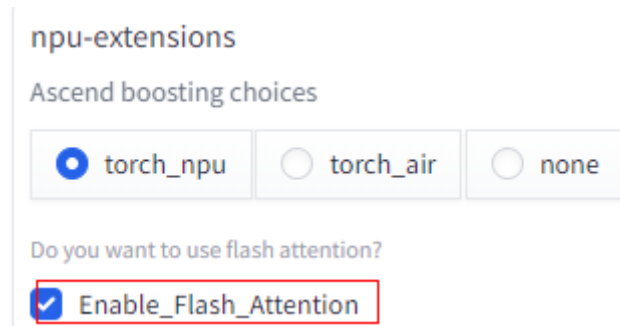 npu-extensions
Ascend boosting choices
torch_npu torch_air none
Do you want to use flash attention?
Enable_Flash_Attention